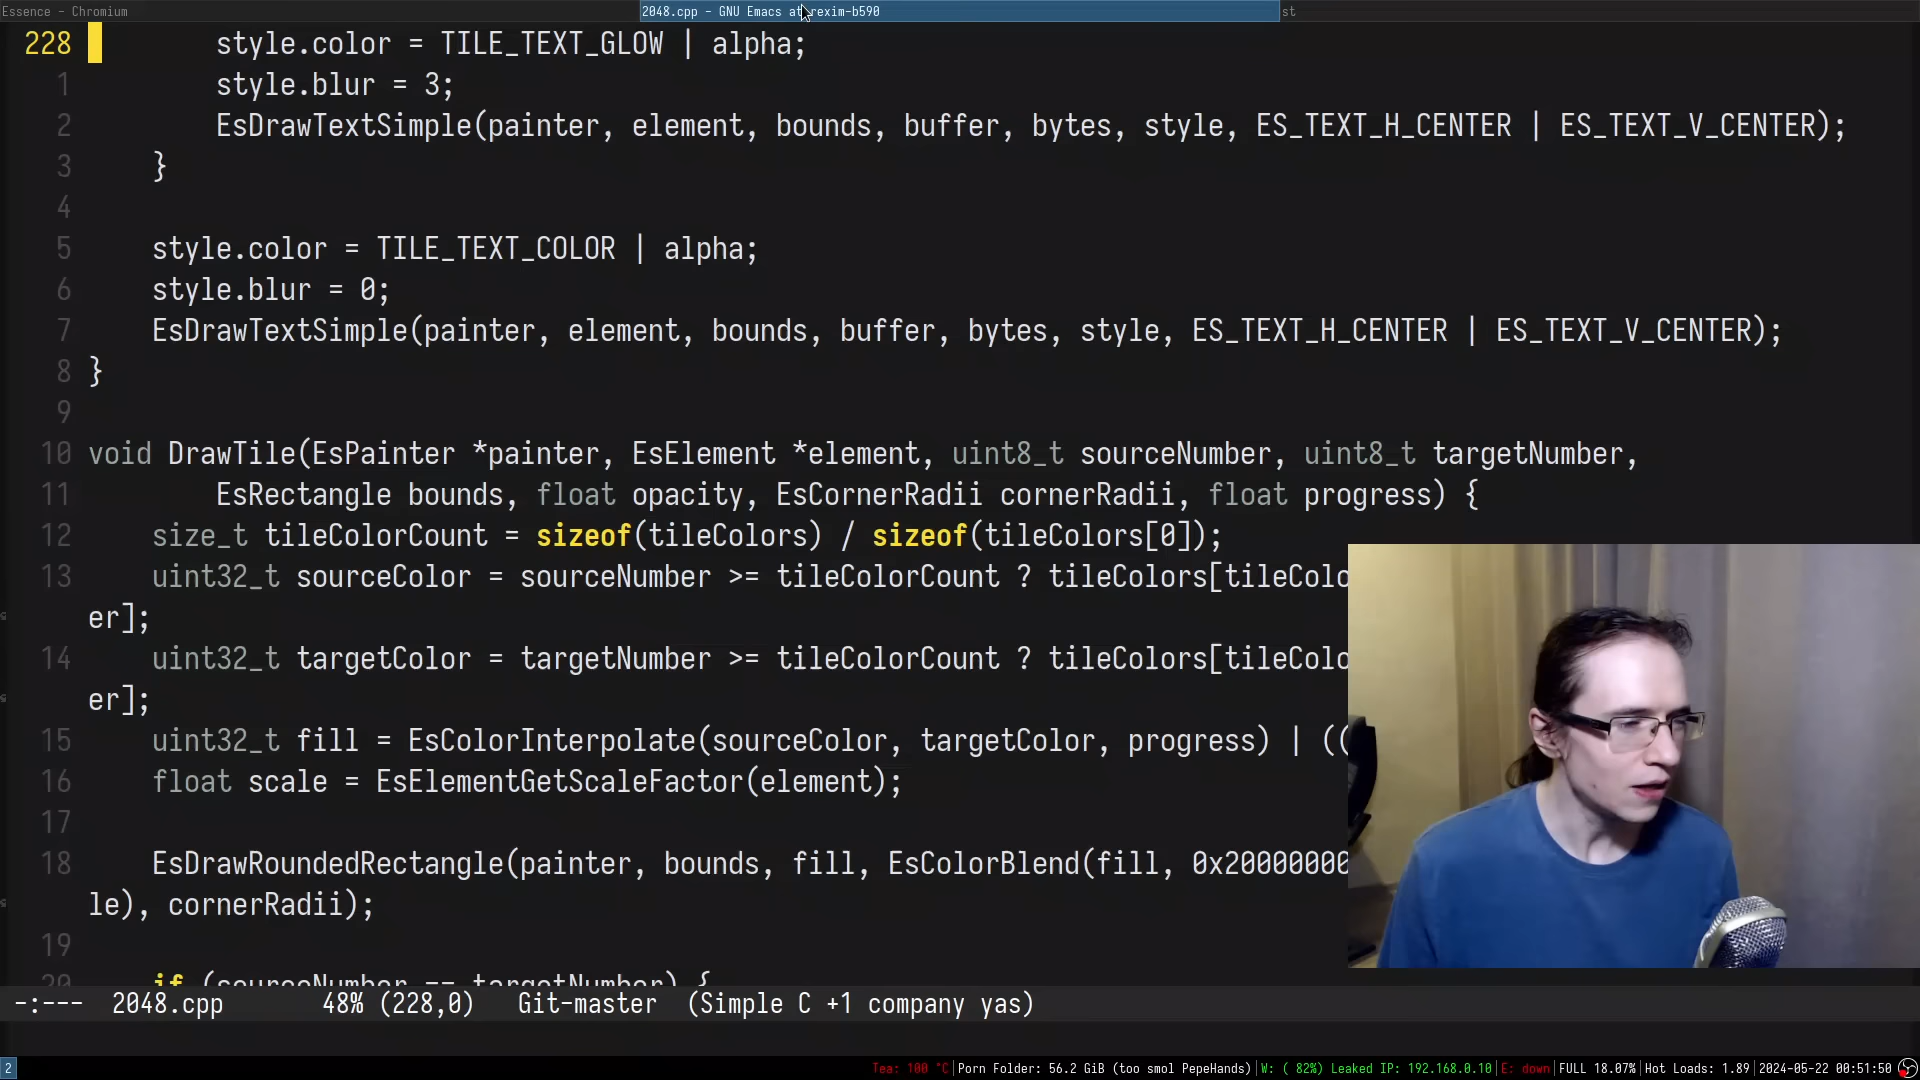 Essence - Chromium
2048.cpp - GNU Emacs at rexim-b590
st
228 style.color = TILE_TEXT_GLOW | alpha;
1 style.blur = 3;
2 EsDrawTextSimple(painter, element, bounds, buffer, bytes, style, ES_TEXT_H_CENTER | ES_TEXT_V_CENTER);
3 }
4
5 style.color = TILE_TEXT_COLOR | alpha;
6 style.blur = 0;
7 EsDrawTextSimple(painter, element, bounds, buffer, bytes, style, ES_TEXT_H_CENTER | ES_TEXT_V_CENTER);
8 }
9
10 void DrawTile(EsPainter *painter, EsElement *element, uint8_t sourceNumber, uint8_t targetNumber,
11 EsRectangle bounds, float opacity, EsCornerRadii cornerRadii, float progress) {
12 size_t tileColorCount = sizeof(tileColors) / sizeof(tileColors[0]);
13 uint32_t sourceColor = sourceNumber >= tileColorCount ? tileColors[tileColo
er];
14 uint32_t targetColor = targetNumber >= tileColorCount ? tileColors[tileColo
er];
15 uint32_t fill = EsColorInterpolate(sourceColor, targetColor, progress) | ((
16 float scale = EsElementGetScaleFactor(element);
17
18 EsDrawRoundedRectangle(painter, bounds, fill, EsColorBlend(fill, 0x20000000
le), cornerRadii);
19
20 if (sourceNumber == targetNumber) {
-:--- 2048.cpp 48% (228,0) Git-master (Simple C +1 company yas)
2 Tea: 100 °C|Porn Folder: 56.2 GiB (too smol PepeHands)|W: ( 82%) Leaked IP: 192.168.0.10|E: down|FULL 18.07%|Hot Loads: 1.89|2024-05-22 00:51:50